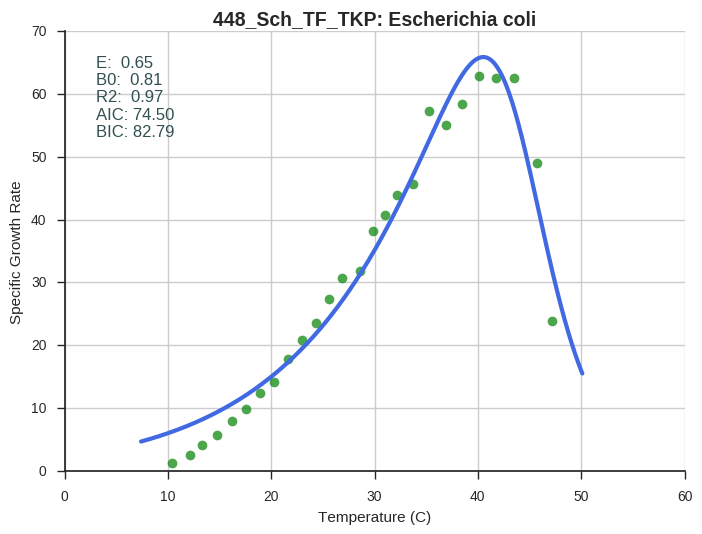 448_Sch_TF_TKP: Escherichia coli
E: 0.65
B0: 0.81
R2: 0.97
AIC: 74.50
BIC: 82.79
Specific Growth Rate
70
60
50
40
30
20
10
0
0 10 20 30 40 50 60
Temperature (C)